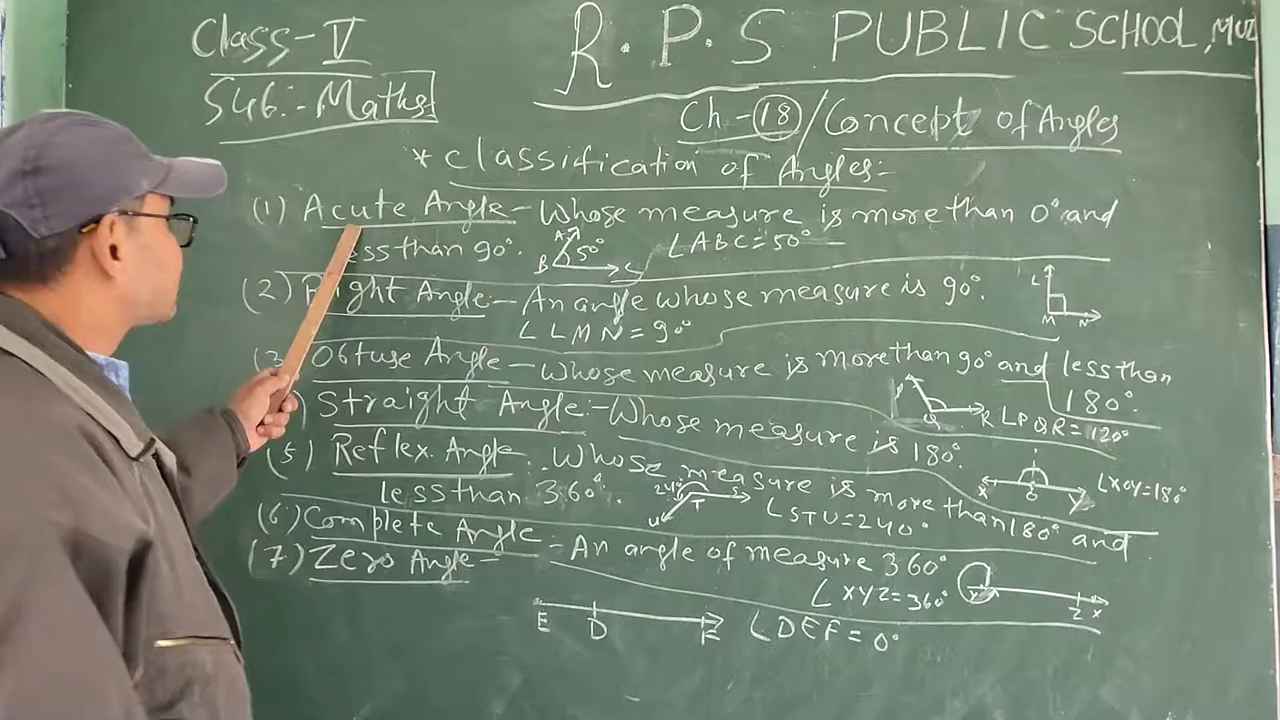 Class-V
Sub:-Maths
R.P.S PUBLIC SCHOOL, MUZ
Ch-18/Concept of Angles
* Classification of Angles:-
(1) Acute Angle-Whose measure is more than 0° and
less than 90°.
A 50°
B C
∠ABC=50°
(2) Right Angle:-An angle whose measure is 90°.
L
M N
∠LMN=90°
(3) Obtuse Angle-Whose measure is more than 90° and less than
180°.
P
Q R ∠PQR=120°
) Straight Angle:-Whose measure is 180°.
X O Y ∠XOY=180°
(5) Reflex Angle Whose measure is more than 180° and
less than 360°.
240° S
U T
∠STU=240°
(6) Complete Angle-An angle of measure 360°
∠XYZ=360°
Z X
(7) Zero Angle-
E D F ∠DEF=0°